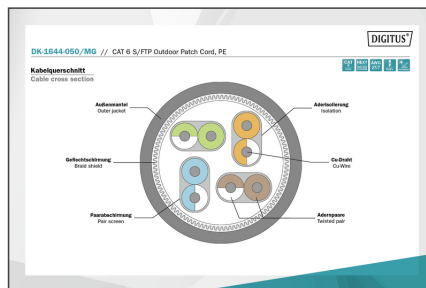 DIGITUS®
DK-1644-050/MG // CAT 6 S/FTP Outdoor Patch Cord, PE
Kabelquerschnitt
Cable cross section
Außenmantel
Outer jacket
Aderisolierung
Isolation
Geflechtschirmung
Braid shield
Cu-Draht
Cu-Wire
Paarabschirmung
Pair screen
Adernpaare
Twisted pair